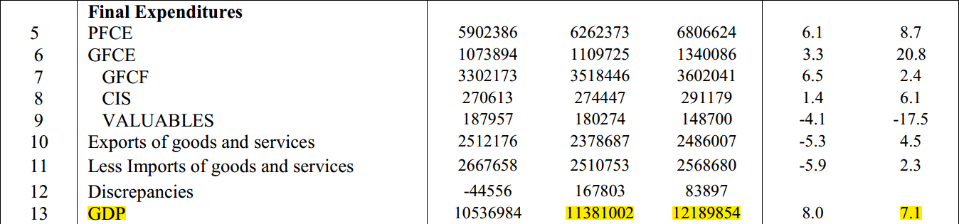 Final Expenditures
5 PFCE 5902386 6262373 6806624 6.1 8.7
6 GFCE 1073894 1109725 1340086 3.3 20.8
7 GFCF 3302173 3518446 3602041 6.5 2.4
8 CIS 270613 274447 291179 1.4 6.1
9 VALUABLES 187957 180274 148700 -4.1 -17.5
10 Exports of goods and services 2512176 2378687 2486007 -5.3 4.5
11 Less Imports of goods and services 2667658 2510753 2568680 -5.9 2.3
12 Discrepancies -44556 167803 83897
13 GDP 10536984 11381002 12189854 8.0 7.1